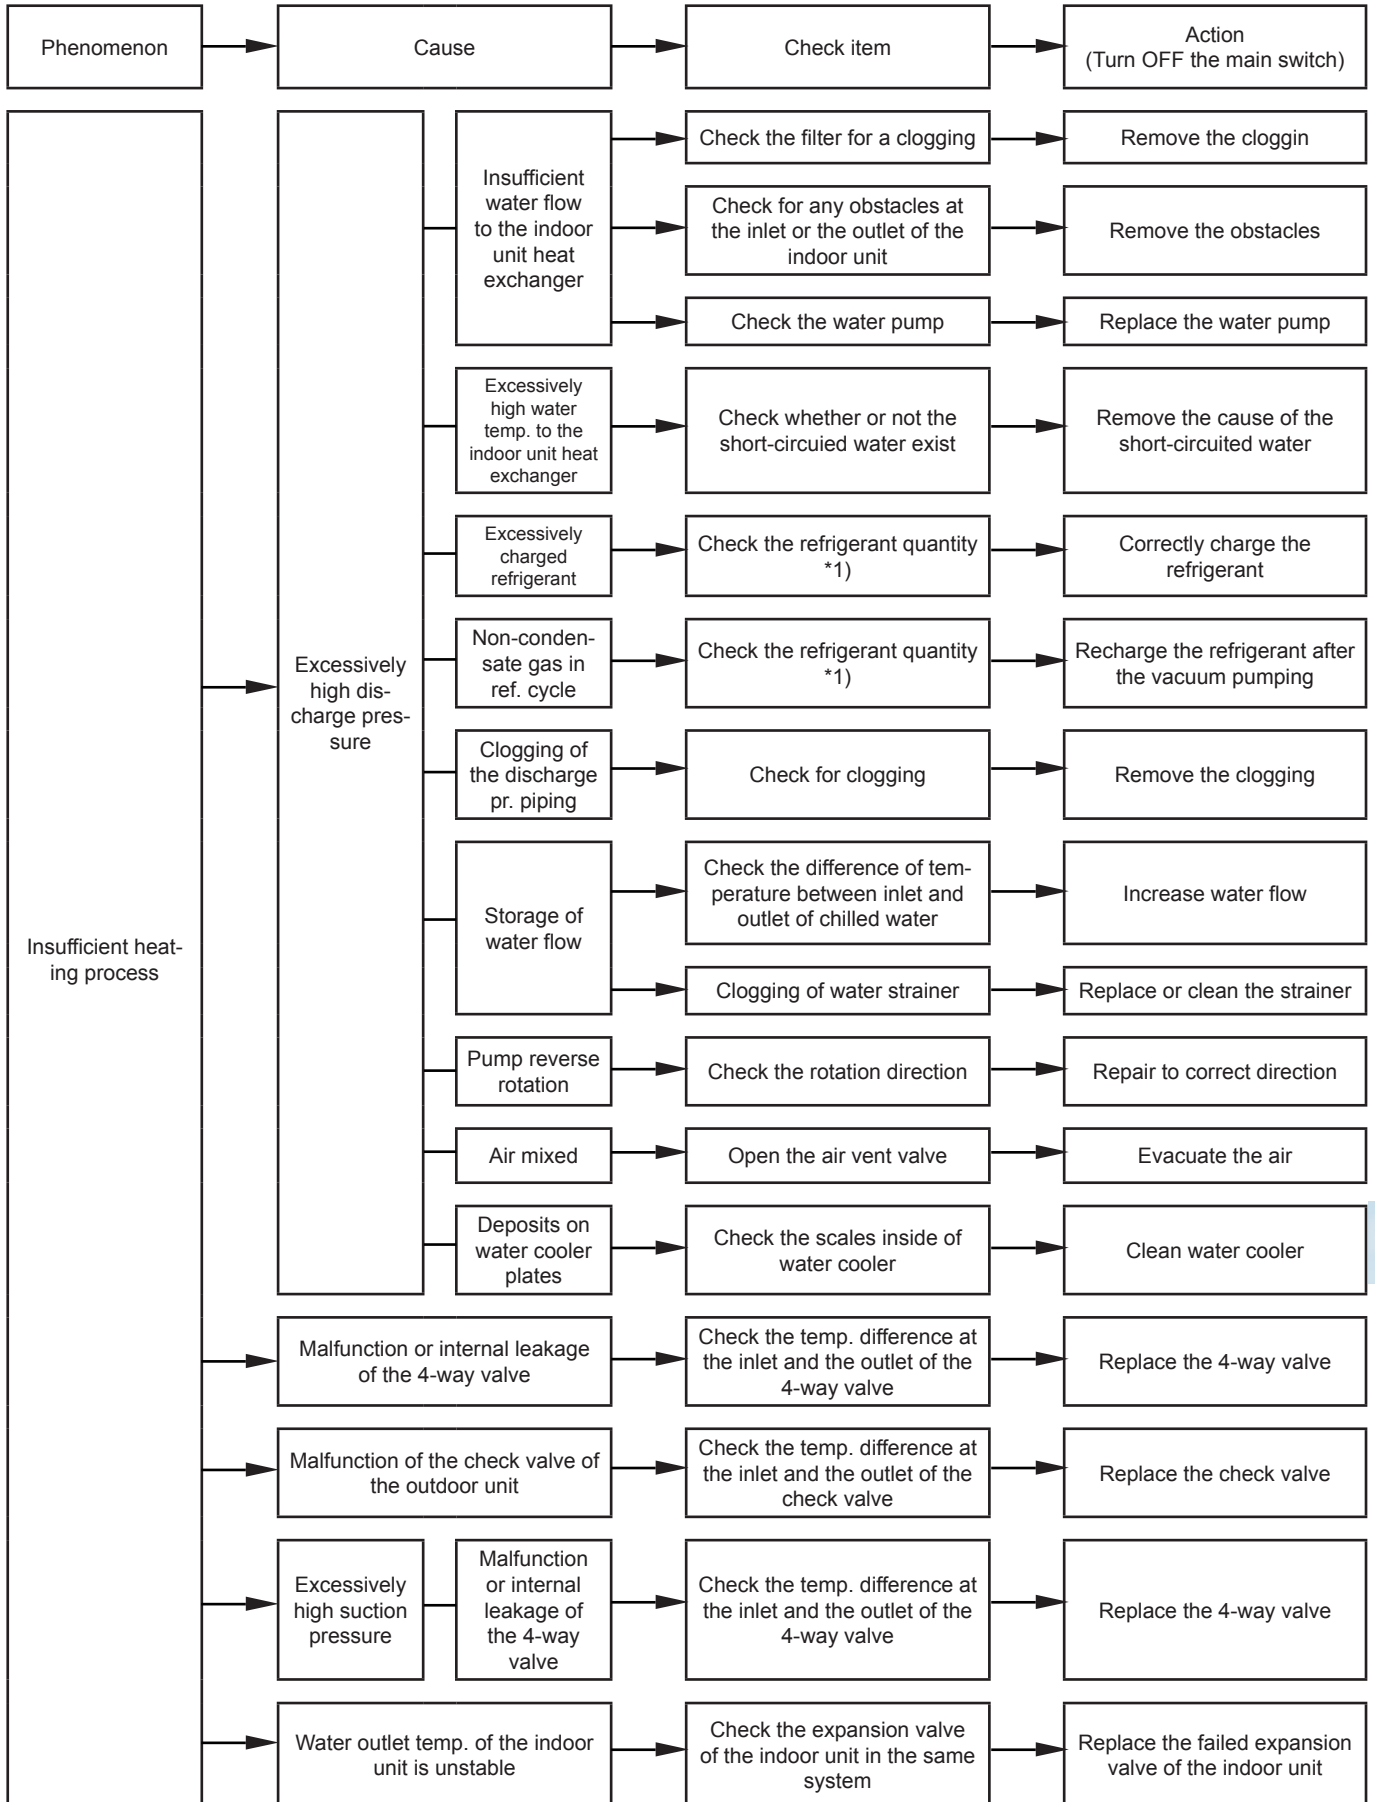 Phenomenon
Cause
Check item
Action
(Turn OFF the main switch)
Insufficient heat-
ing process
Excessively
high dis-
charge pres-
sure
Insufficient
water flow
to the indoor
unit heat
exchanger
Check the filter for a clogging
Remove the cloggin
Check for any obstacles at
the inlet or the outlet of the
indoor unit
Remove the obstacles
Check the water pump
Replace the water pump
Excessively
high water
temp. to the
indoor unit heat
exchanger
Check whether or not the
short-circuied water exist
Remove the cause of the
short-circuited water
Excessively
charged
refrigerant
Check the refrigerant quantity
*1)
Correctly charge the
refrigerant
Non-conden-
sate gas in
ref. cycle
Check the refrigerant quantity
*1)
Recharge the refrigerant after
the vacuum pumping
Clogging of
the discharge
pr. piping
Check for clogging
Remove the clogging
Storage of
water flow
Check the difference of tem-
perature between inlet and
outlet of chilled water
Increase water flow
Clogging of water strainer
Replace or clean the strainer
Pump reverse
rotation
Check the rotation direction
Repair to correct direction
Air mixed
Open the air vent valve
Evacuate the air
Deposits on
water cooler
plates
Check the scales inside of
water cooler
Clean water cooler
Malfunction or internal leakage
of the 4-way valve
Check the temp. difference at
the inlet and the outlet of the
4-way valve
Replace the 4-way valve
Malfunction of the check valve of
the outdoor unit
Check the temp. difference at
the inlet and the outlet of the
check valve
Replace the check valve
Excessively
high suction
pressure
Malfunction
or internal
leakage of
the 4-way
valve
Check the temp. difference at
the inlet and the outlet of the
4-way valve
Replace the 4-way valve
Water outlet temp. of the indoor
unit is unstable
Check the expansion valve
of the indoor unit in the same
system
Replace the failed expansion
valve of the indoor unit